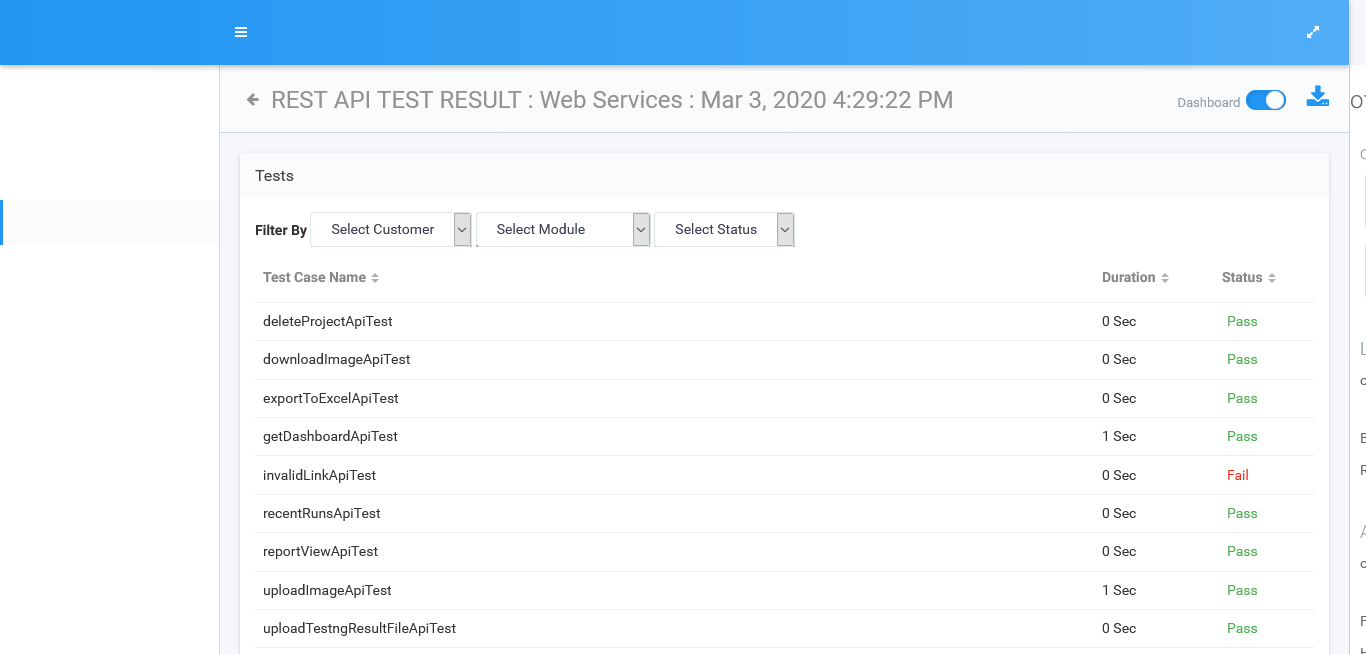 REST API TEST RESULT : Web Services : Mar 3, 2020 4:29:22 PM
Dashboard
Tests
Filter By Select Customer Select Module Select Status
Test Case Name Duration Status
deleteProjectApiTest 0 Sec Pass
downloadImageApiTest 0 Sec Pass
exportToExcelApiTest 0 Sec Pass
getDashboardApiTest 1 Sec Pass
invalidLinkApiTest 0 Sec Fail
recentRunsApiTest 0 Sec Pass
reportViewApiTest 0 Sec Pass
uploadImageApiTest 1 Sec Pass
uploadTestngResultFileApiTest 0 Sec Pass